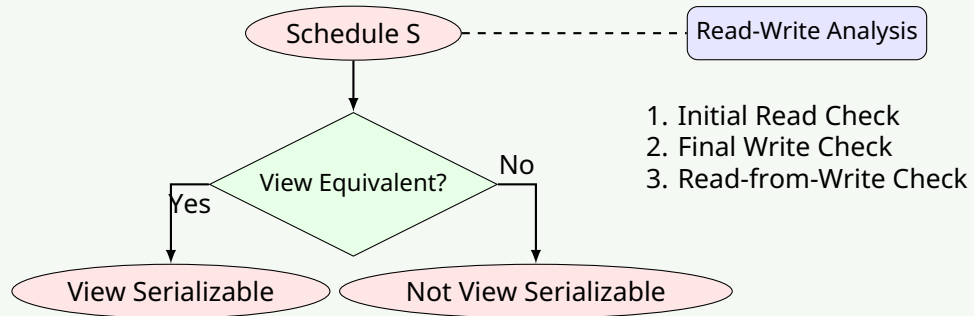 Schedule S
Read-Write Analysis
1. Initial Read Check
2. Final Write Check
3. Read-from-Write Check
View Equivalent?
Yes
No
View Serializable
Not View Serializable